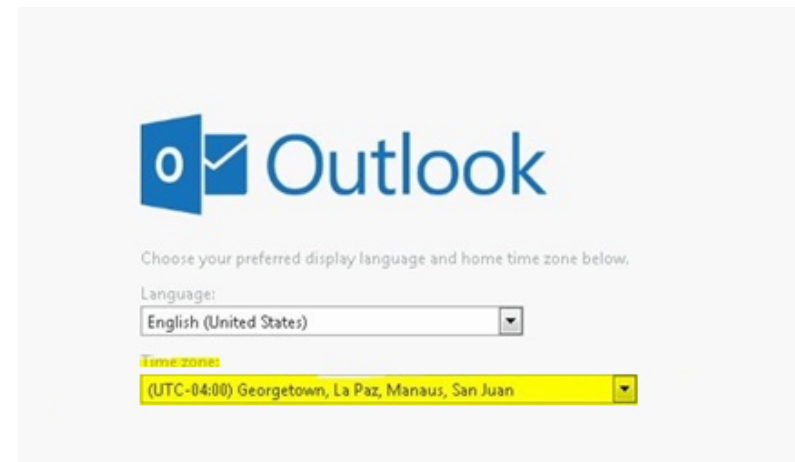 Outlook
Choose your preferred display language and home time zone below.
Language:
English (United States)
Time zone:
(UTC-04:00) Georgetown, La Paz, Manaus, San Juan